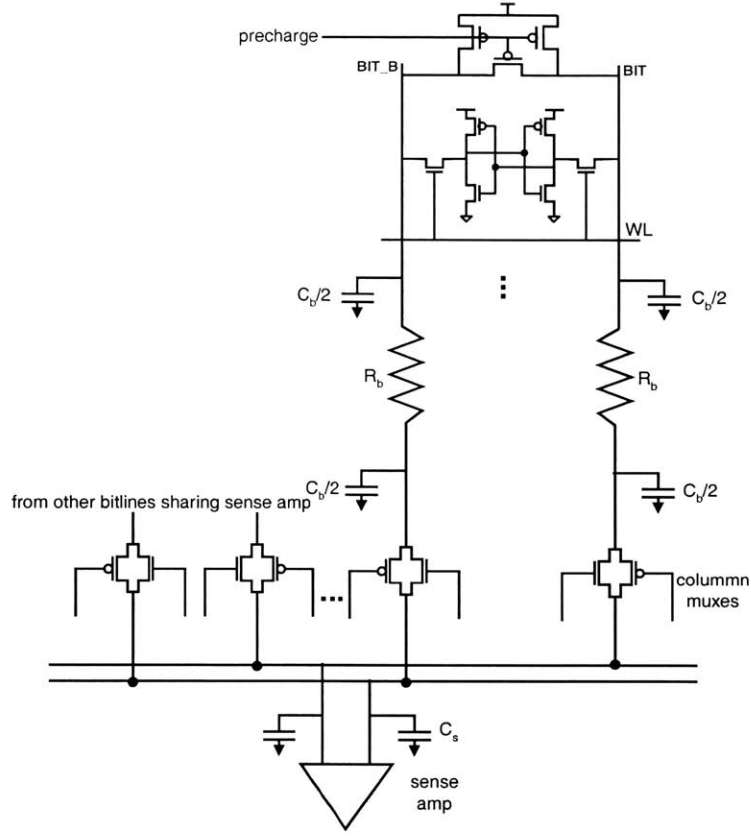 precharge
BIT_B
BIT
WL
C_b/2
C_b/2
R_b
R_b
C_b/2
C_b/2
from other bitlines sharing sense amp
colummn
muxes
C_s
sense
amp